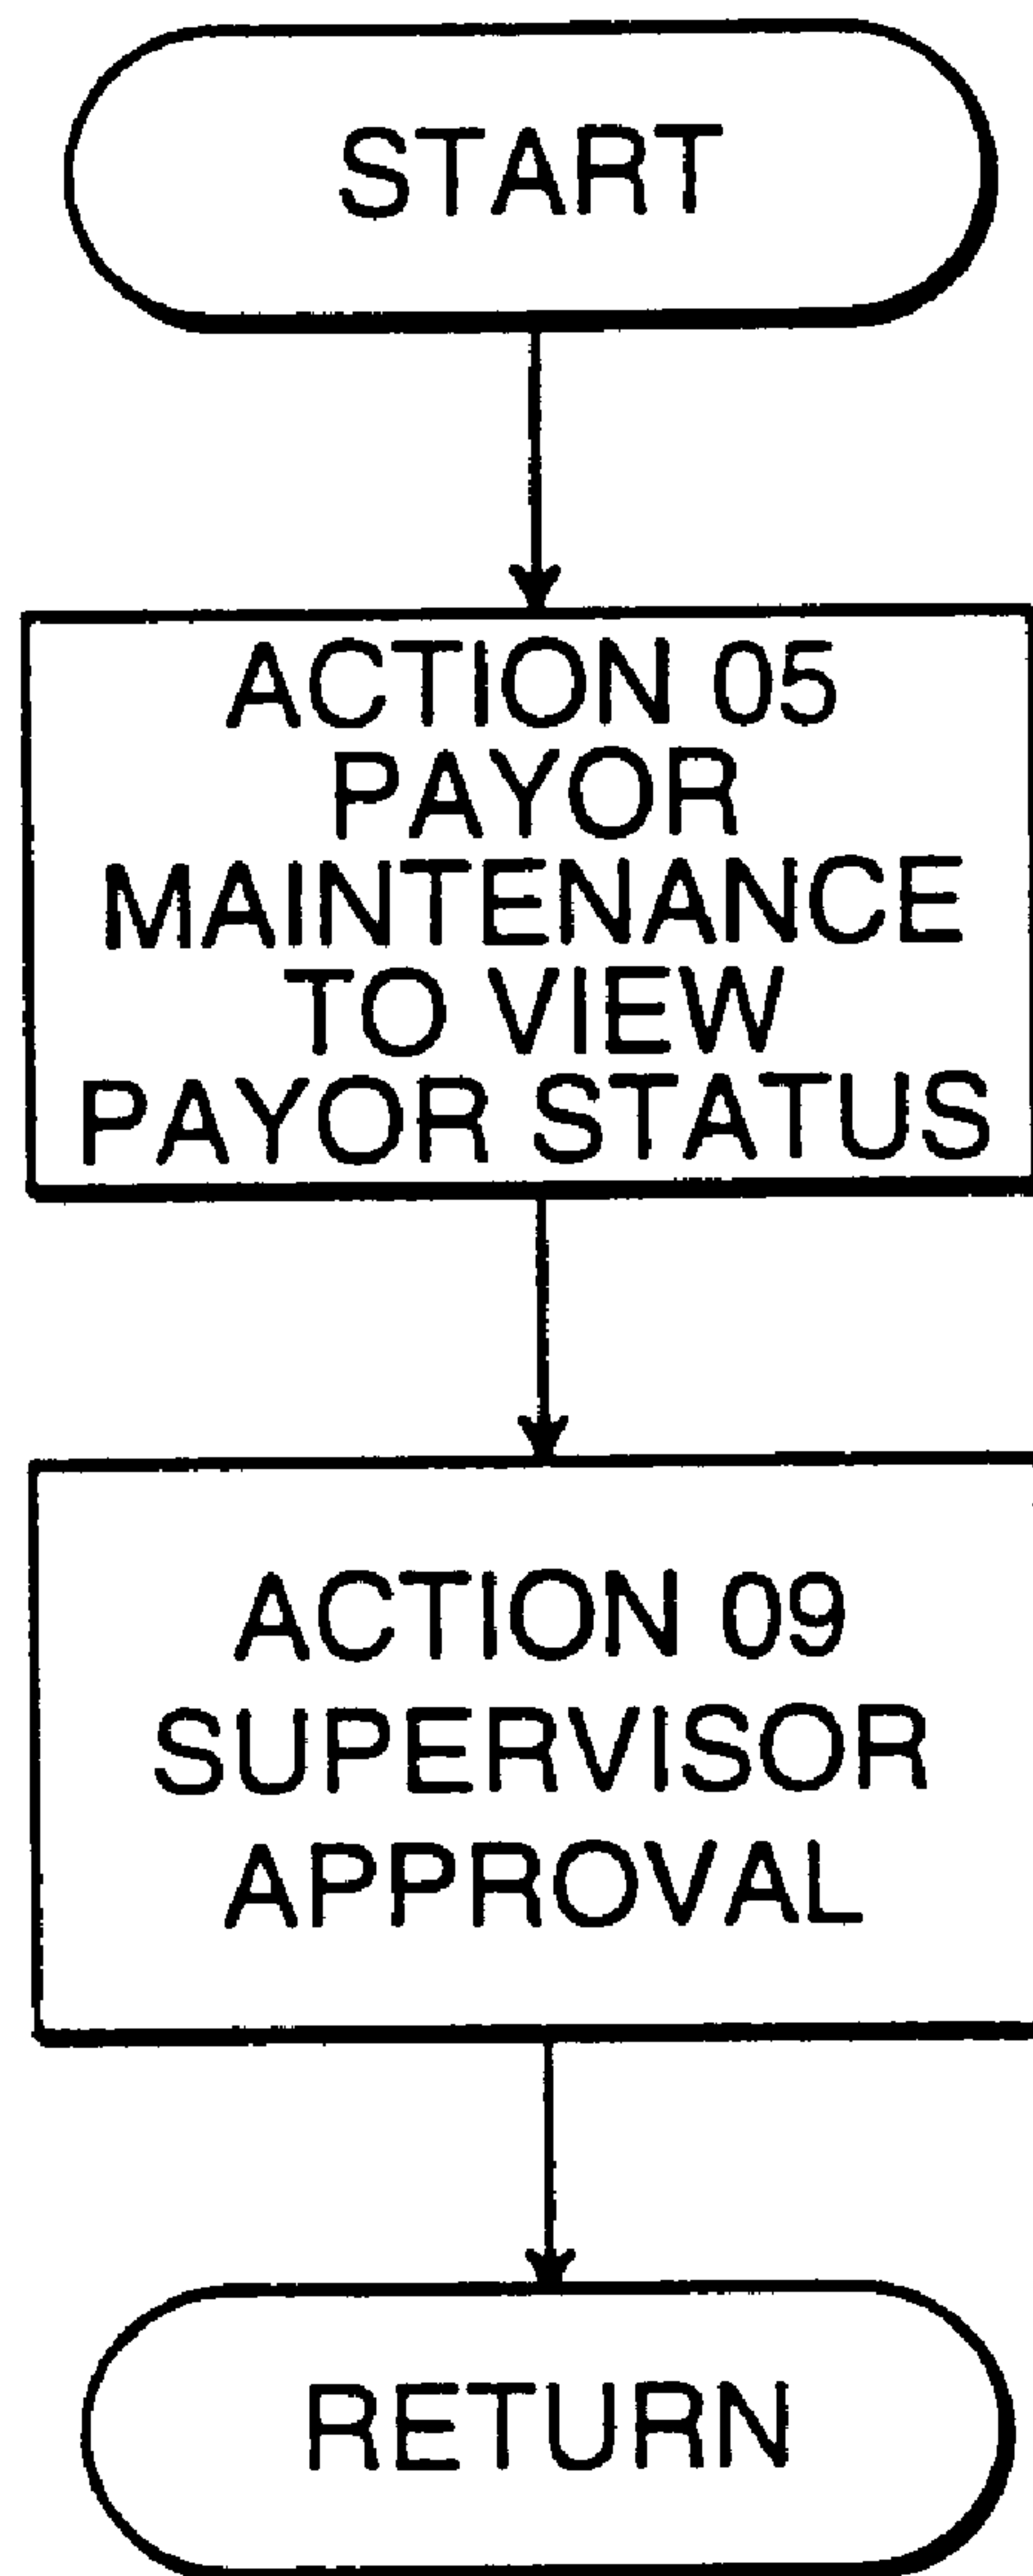 START
ACTION 05
PAYOR
MAINTENANCE
TO VIEW
PAYOR STATUS
ACTION 09
SUPERVISOR
APPROVAL
RETURN